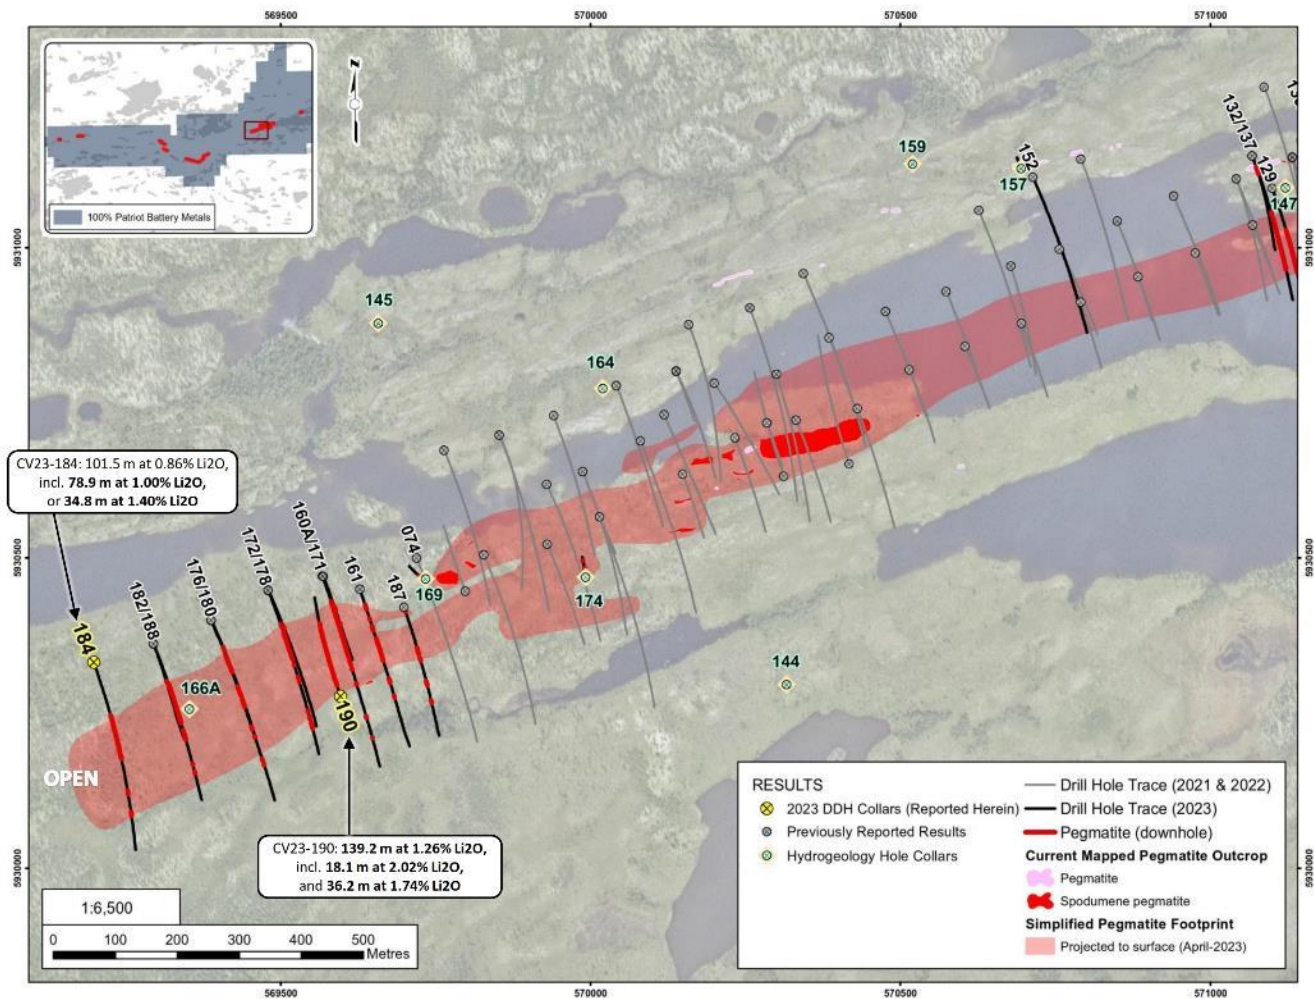 569500
570000
570500
571000
N
100% Patriot Battery Metals
159
157
152
132/137
129
147
5931000
5931000
145
164
CV23-184: 101.5 m at 0.86% Li2O,
incl. 78.9 m at 1.00% Li2O,
or 34.8 m at 1.40% Li2O
184
182/188
176/180
172/178
160A/171
161
187
074
169
174
5930500
5930500
166A
190
144
OPEN
CV23-190: 139.2 m at 1.26% Li2O,
incl. 18.1 m at 2.02% Li2O,
and 36.2 m at 1.74% Li2O
5930000
5930000
1:6,500
0 100 200 300 400 500
Metres
RESULTS
2023 DDH Collars (Reported Herein)
Previously Reported Results
Hydrogeology Hole Collars
Drill Hole Trace (2021 & 2022)
Drill Hole Trace (2023)
Pegmatite (downhole)
Current Mapped Pegmatite Outcrop
Pegmatite
Spodumene pegmatite
Simplified Pegmatite Footprint
Projected to surface (April-2023)
569500
570000
570500
571000